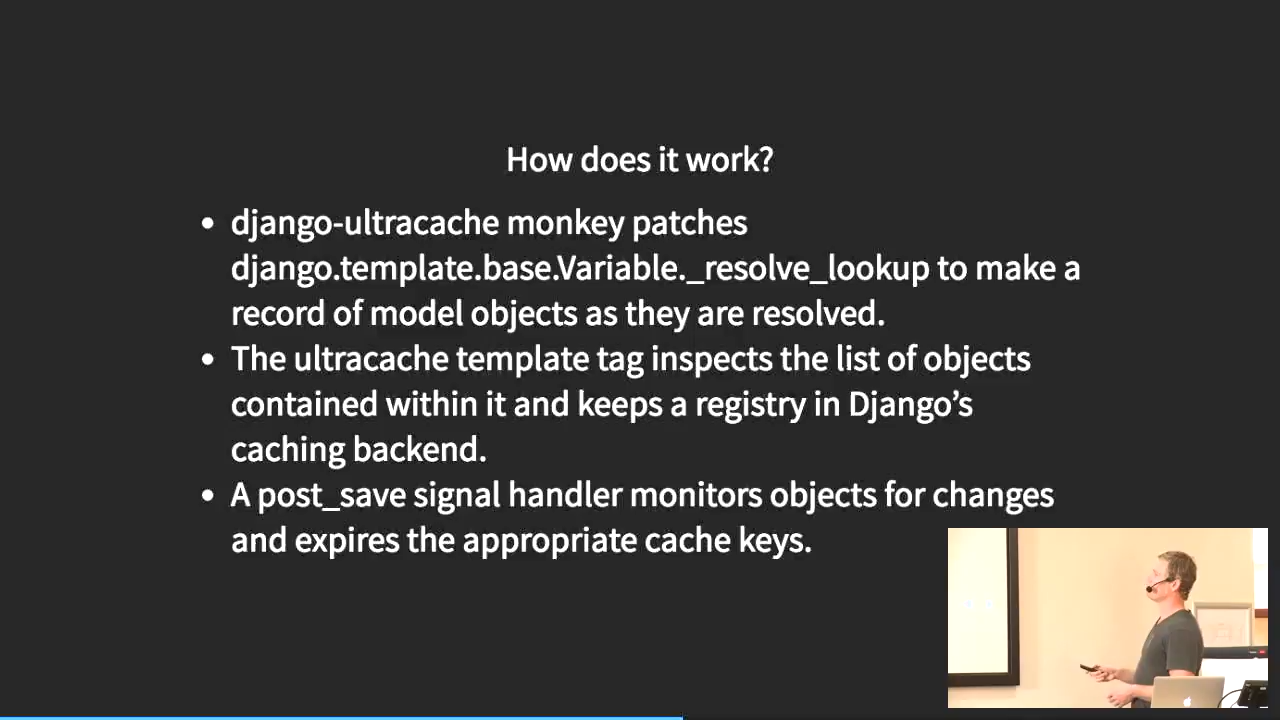 How does it work?
• django-ultracache monkey patches
django.template.base.Variable._resolve_lookup to make a
record of model objects as they are resolved.
• The ultracache template tag inspects the list of objects
contained within it and keeps a registry in Django’s
caching backend.
• A post_save signal handler monitors objects for changes
and expires the appropriate cache keys.